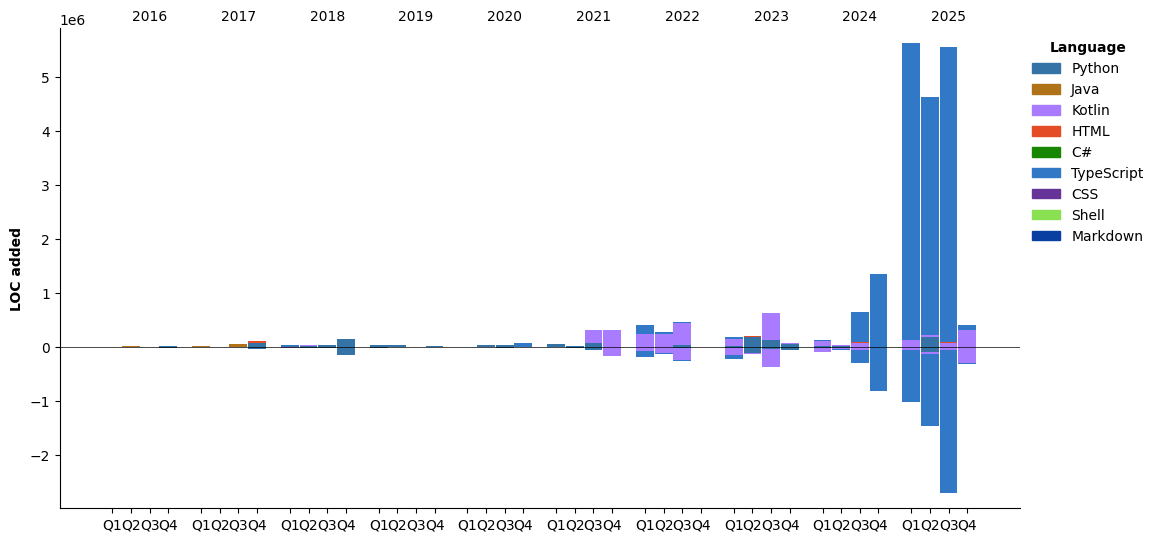 1e6 2016 2017 2018 2019 2020 2021 2022 2023 2024 2025
Language
Python
Java
Kotlin
HTML
C#
TypeScript
CSS
Shell
Markdown
5
4
3
2
1
0
−1
−2
LOC added
Q1Q2Q3Q4 Q1Q2Q3Q4 Q1Q2Q3Q4 Q1Q2Q3Q4 Q1Q2Q3Q4 Q1Q2Q3Q4 Q1Q2Q3Q4 Q1Q2Q3Q4 Q1Q2Q3Q4 Q1Q2Q3Q4